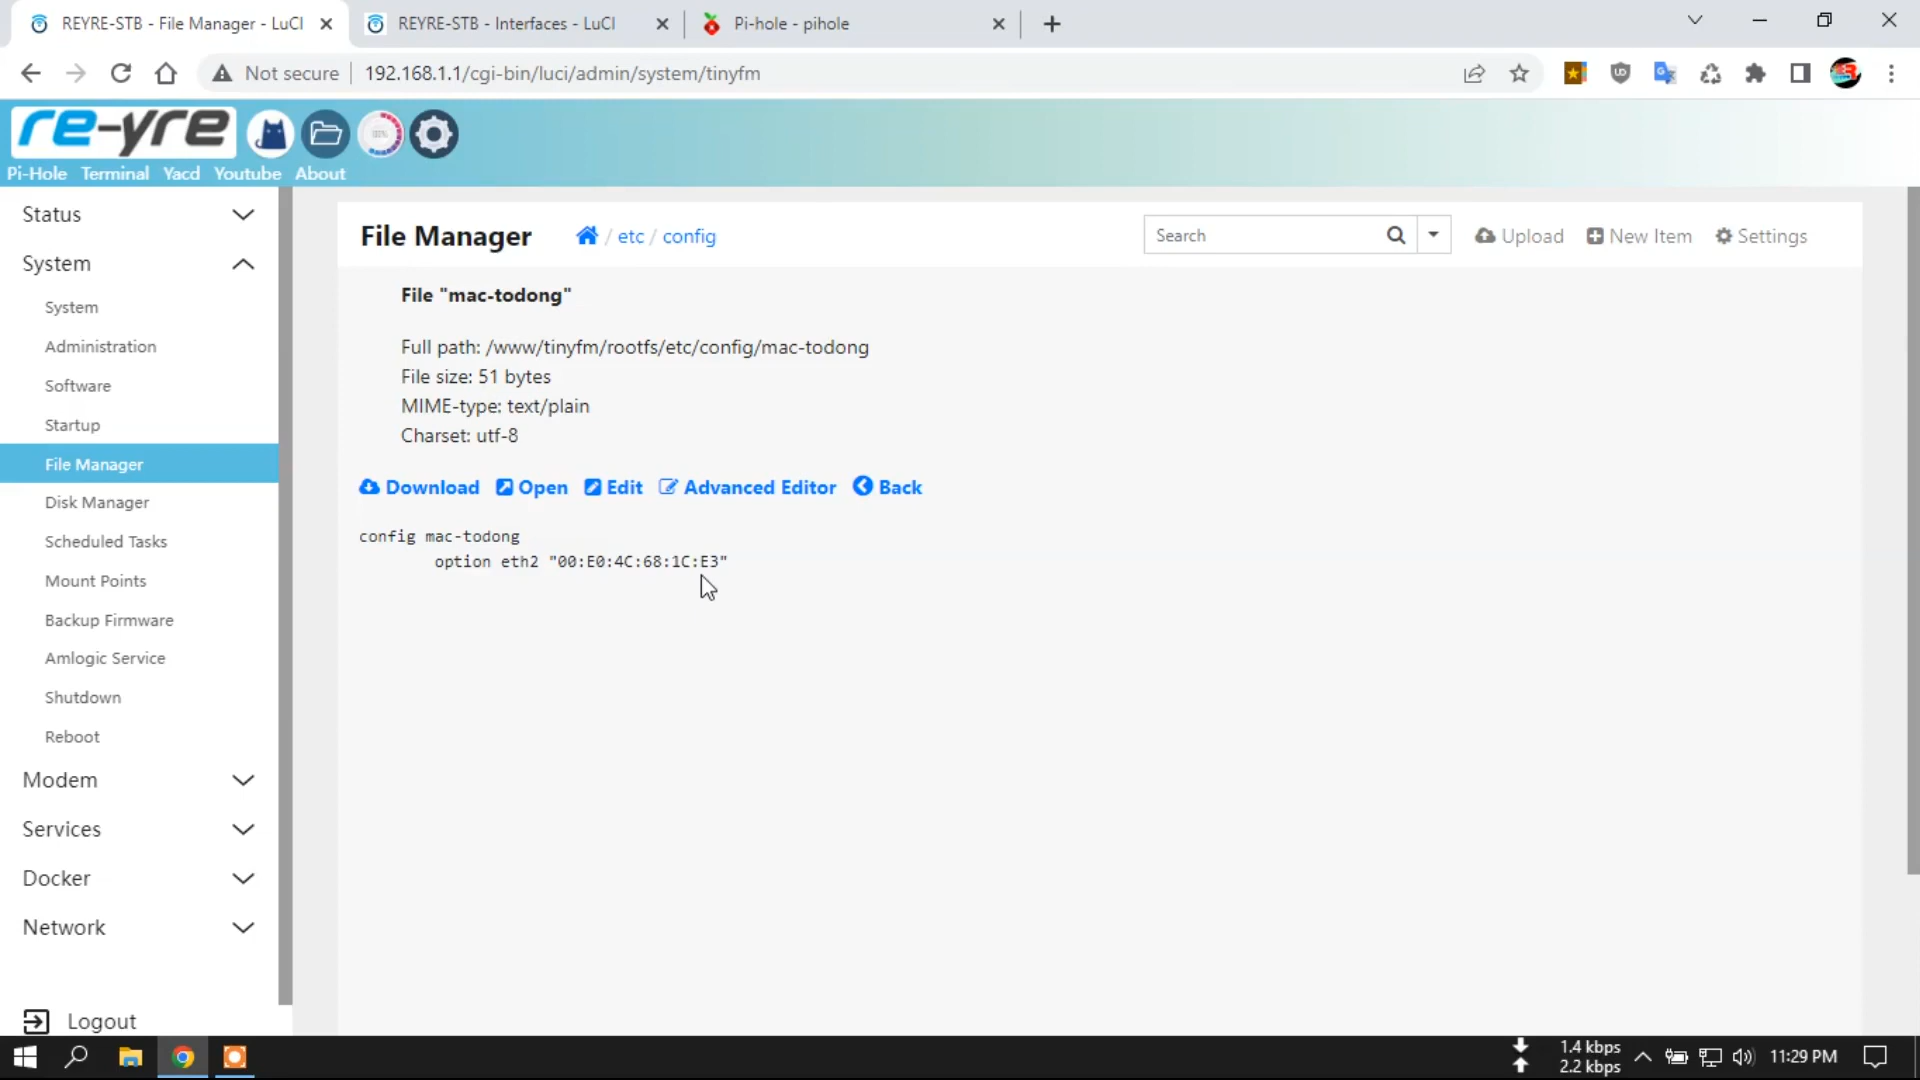 REYRE-STB - File Manager - LuCI
REYRE-STB - Interfaces - LuCI
Pi-hole - pihole
Not secure
192.168.1.1/cgi-bin/luci/admin/system/tinyfm
re-yre
Pi-Hole Terminal Yacd Youtube About
Status
System
System
Administration
Software
Startup
File Manager
Disk Manager
Scheduled Tasks
Mount Points
Backup Firmware
Amlogic Service
Shutdown
Reboot
Modem
Services
Docker
Network
Logout
File Manager
/ etc / config
Search
Upload
New Item
Settings
File "mac-todong"
Full path: /www/tinyfm/rootfs/etc/config/mac-todong
File size: 51 bytes
MIME-type: text/plain
Charset: utf-8
Download Open Edit Advanced Editor Back
config mac-todong
option eth2 "00:E0:4C:68:1C:E3"
1.4 kbps
2.2 kbps
11:29 PM